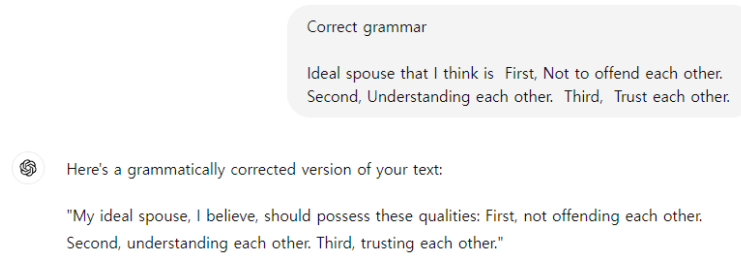 Correct grammar
Ideal spouse that I think is  First, Not to offend each other.
Second, Understanding each other.  Third,  Trust each other.
Here's a grammatically corrected version of your text:
"My ideal spouse, I believe, should possess these qualities: First, not offending each other.
Second, understanding each other. Third, trusting each other."